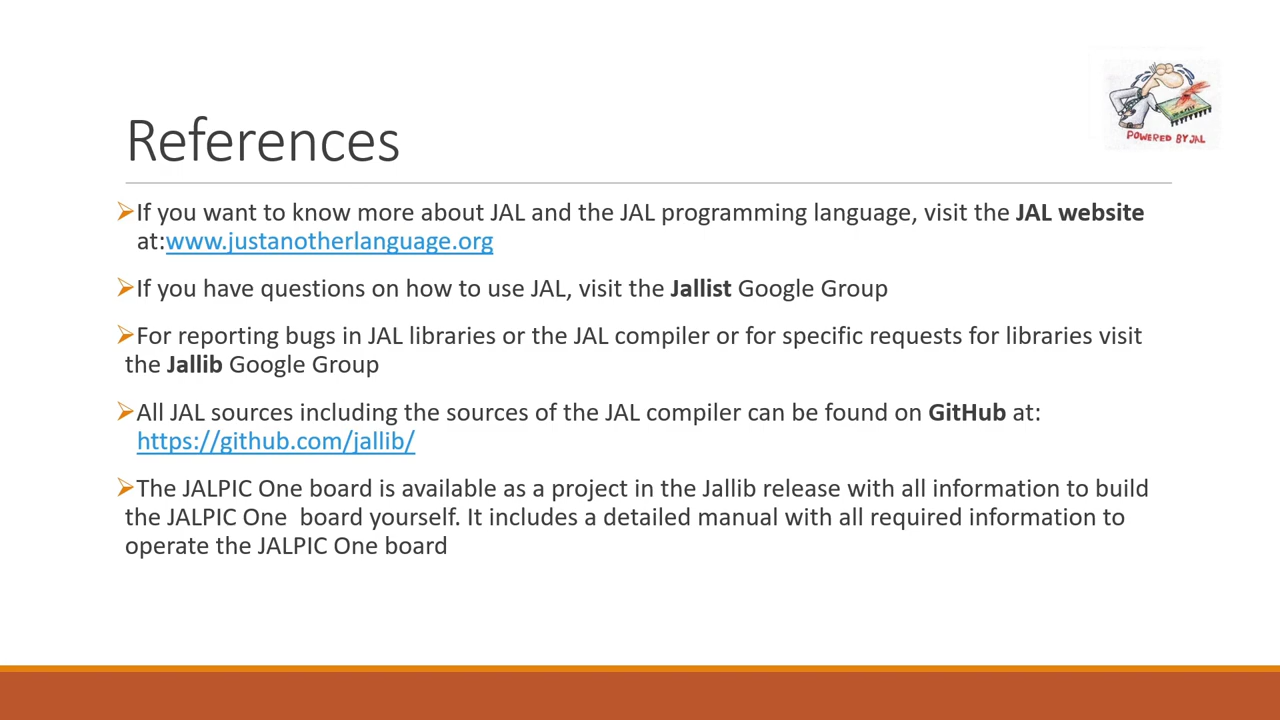 POWERED BY JAL
References
If you want to know more about JAL and the JAL programming language, visit the JAL website
at:www.justanotherlanguage.org
If you have questions on how to use JAL, visit the Jallist Google Group
For reporting bugs in JAL libraries or the JAL compiler or for specific requests for libraries visit
the Jallib Google Group
All JAL sources including the sources of the JAL compiler can be found on GitHub at:
https://github.com/jallib/
The JALPIC One board is available as a project in the Jallib release with all information to build
the JALPIC One  board yourself. It includes a detailed manual with all required information to
operate the JALPIC One board